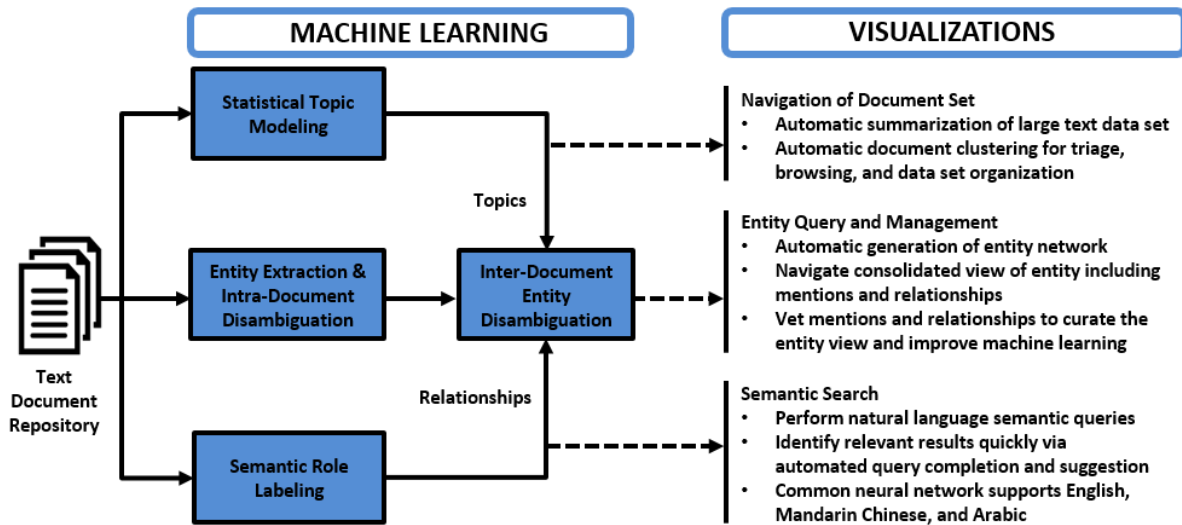 MACHINE LEARNING
VISUALIZATIONS
Statistical Topic
Modeling
Topics
Entity Extraction &
Intra-Document
Disambiguation
Inter-Document
Entity
Disambiguation
Text
Document
Repository
Relationships
Semantic Role
Labeling
Navigation of Document Set
• Automatic summarization of large text data set
• Automatic document clustering for triage,
browsing, and data set organization
Entity Query and Management
• Automatic generation of entity network
• Navigate consolidated view of entity including
mentions and relationships
• Vet mentions and relationships to curate the
entity view and improve machine learning
Semantic Search
• Perform natural language semantic queries
• Identify relevant results quickly via
automated query completion and suggestion
• Common neural network supports English,
Mandarin Chinese, and Arabic